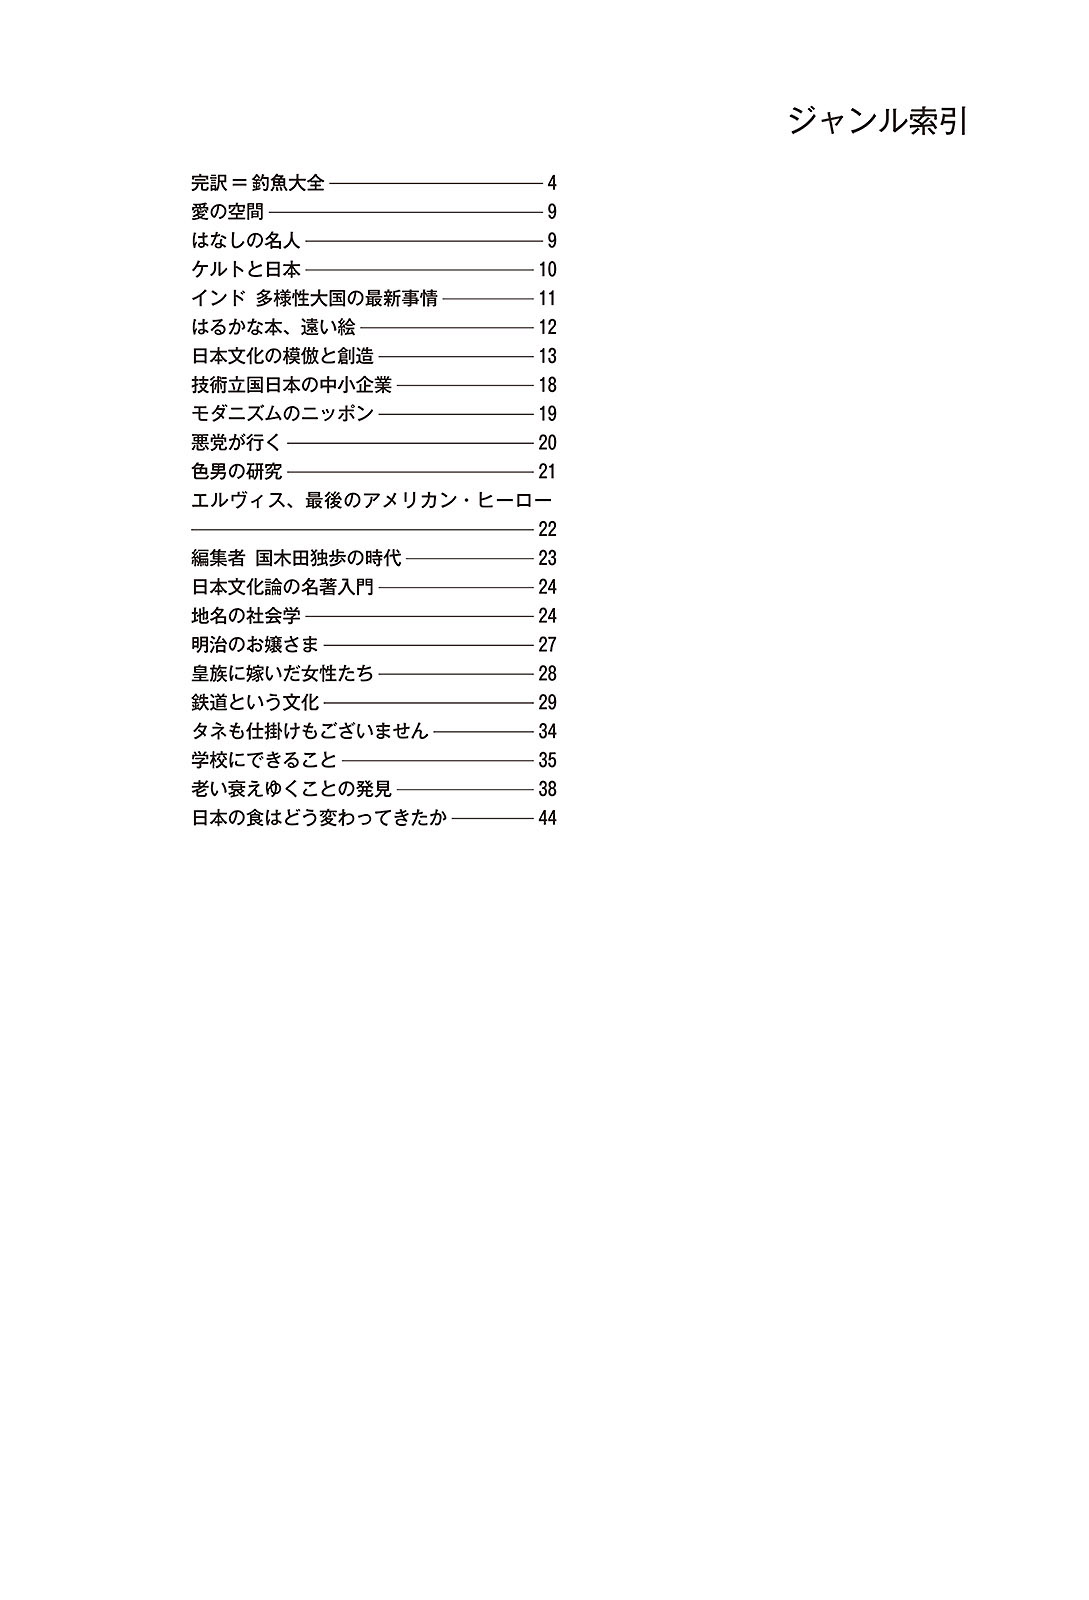 ジャンル索引
完訳＝釣魚大全 4
愛の空間 9
はなしの名人 9
ケルトと日本 10
インド 多様性大国の最新事情 11
はるかな本、遠い絵 12
日本文化の模倣と創造 13
技術立国日本の中小企業 18
モダニズムのニッポン 19
悪党が行く 20
色男の研究 21
エルヴィス、最後のアメリカン・ヒーロー
22
編集者 国木田独歩の時代 23
日本文化論の名著入門 24
地名の社会学 24
明治のお嬢さま 27
皇族に嫁いだ女性たち 28
鉄道という文化 29
タネも仕掛けもございません 34
学校にできること 35
老い衰えゆくことの発見 38
日本の食はどう変わってきたか 44